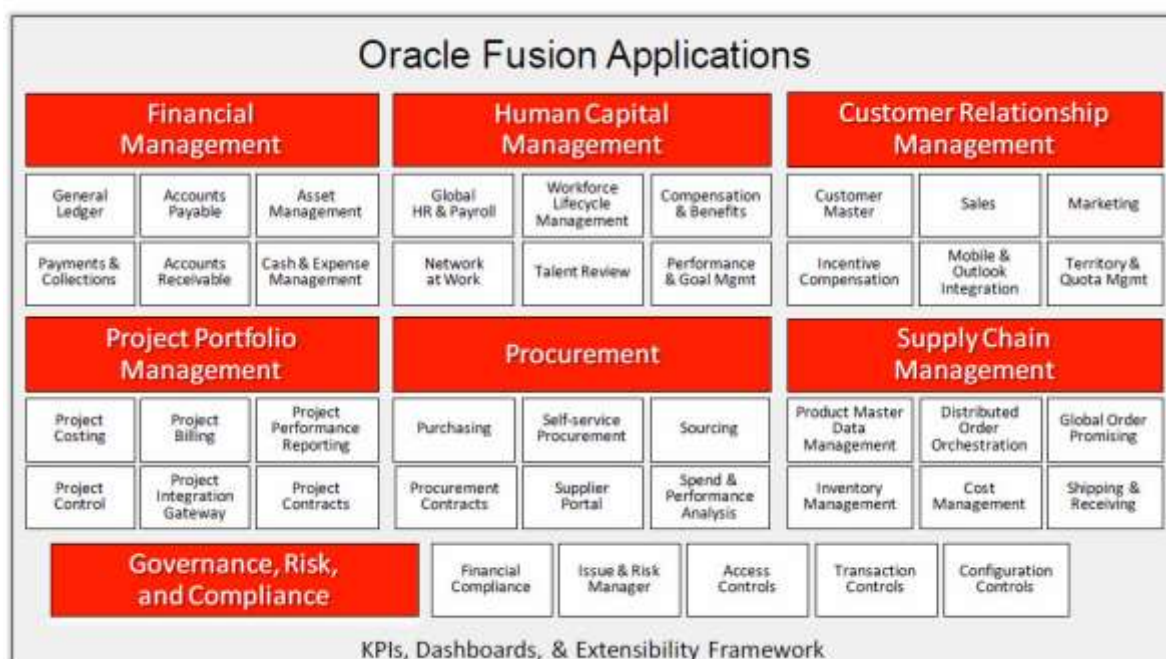 Oracle Fusion Applications
Financial
Management
General
Ledger
Accounts
Payable
Asset
Management
Payments &
Collections
Accounts
Receivable
Cash & Expense
Management
Human Capital
Management
Global
HR & Payroll
Workforce
Lifecycle
Management
Compensation
& Benefits
Network
at Work
Talent Review
Performance
& Goal Mgmt
Customer Relationship
Management
Customer
Master
Sales
Marketing
Incentive
Compensation
Mobile &
Outlook
Integration
Territory &
Quota Mgmt
Project Portfolio
Management
Project
Costing
Project
Billing
Project
Performance
Reporting
Project
Control
Project
Integration
Gateway
Project
Contracts
Procurement
Purchasing
Self-service
Procurement
Sourcing
Procurement
Contracts
Supplier
Portal
Spend &
Performance
Analysis
Supply Chain
Management
Product Master
Data
Management
Distributed
Order
Orchestration
Global Order
Promising
Inventory
Management
Cost
Management
Shipping &
Receiving
Governance, Risk,
and Compliance
Financial
Compliance
Issue & Risk
Manager
Access
Controls
Transaction
Controls
Configuration
Controls
KPIs, Dashboards, & Extensibility Framework